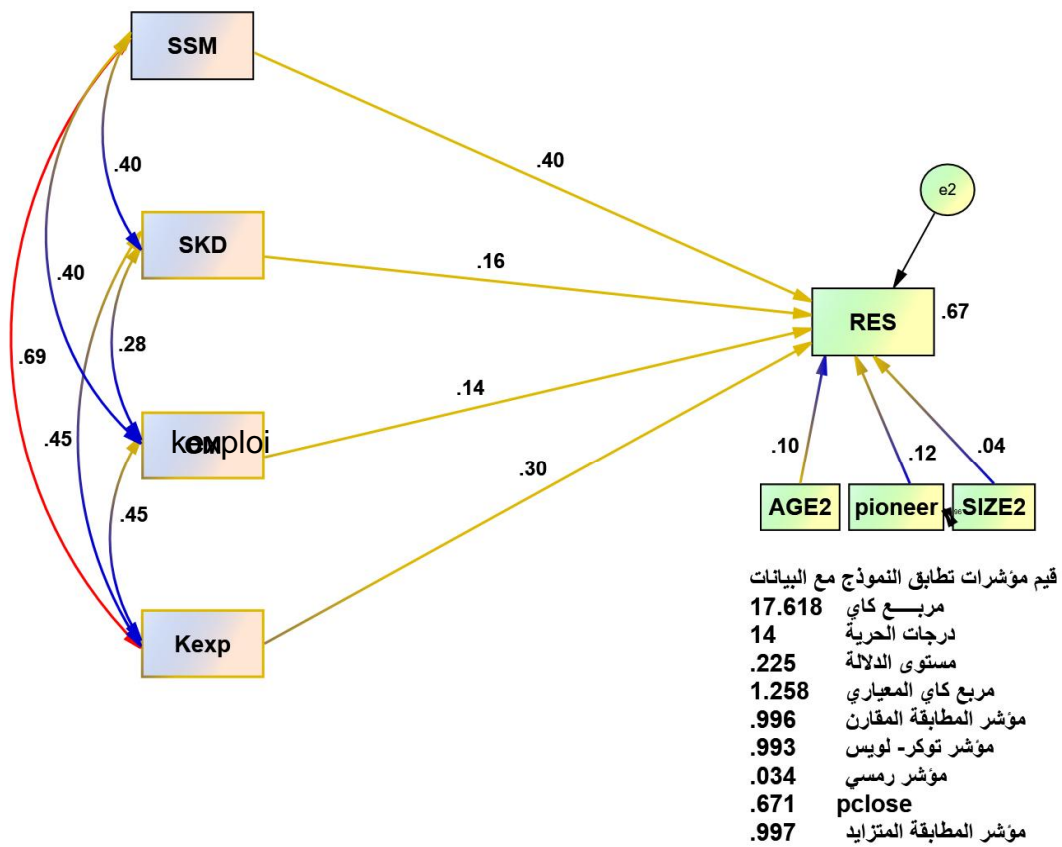 SSM
.40
.40
e2
SKD
.16
.40
RES
.67
.28
.69
.14
kexploi
.45
.30
.10
.12
.04
.45
AGE2
pioneer
SIZE2
Kexp
قيم مؤشرات تطابق النموذج مع البيانات
مربـــع كاي 17.618
درجات الحرية 14
مستوى الدلالة .225
مربع كاي المعياري 1.258
مؤشر المطابقة المقارن .996
مؤشر توكر- لويس .993
مؤشر رمسي .034
pclose .671
مؤشر المطابقة المتزايد .997